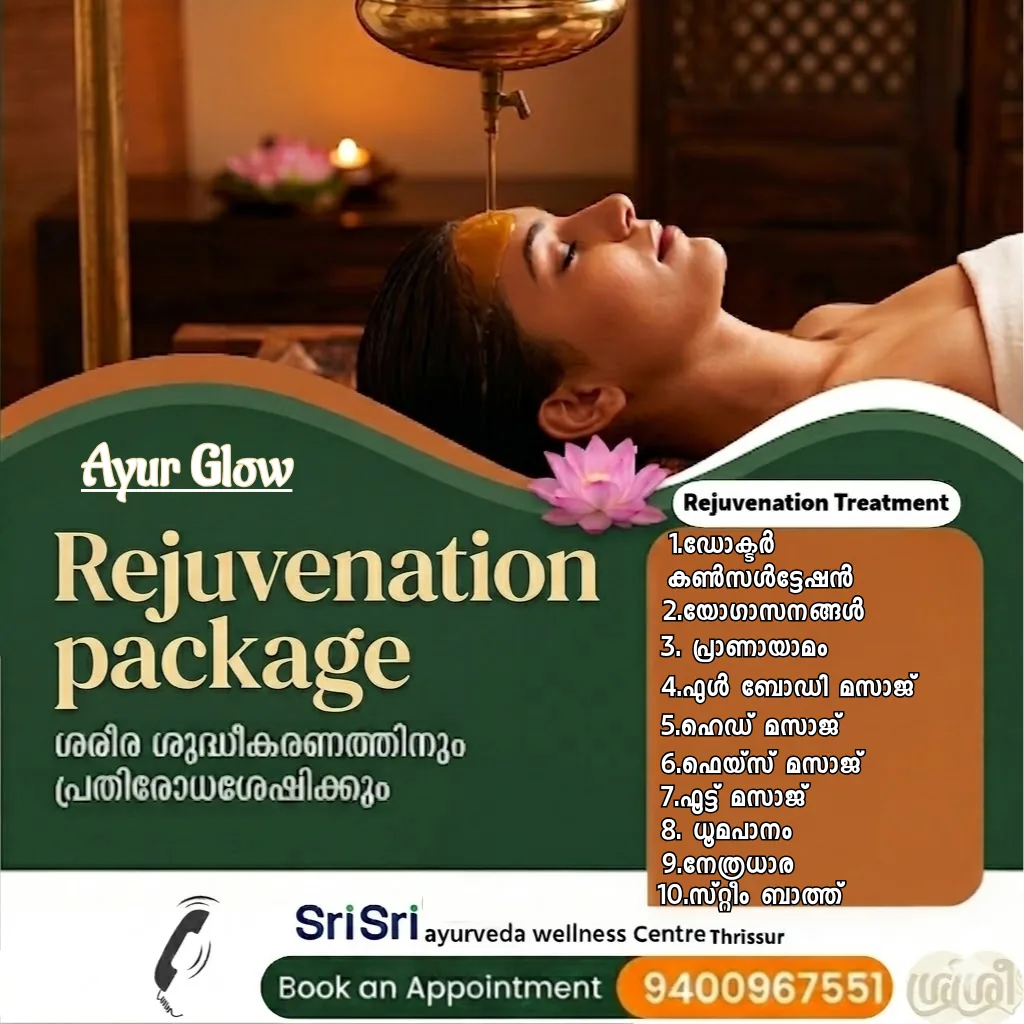 Ayur Glow
Rejuvenation
package
ശരീര ശുദ്ധീകരണത്തിനും
പ്രതിരോധശേഷിക്കും
Rejuvenation Treatment
1.ഡോക്ടർ
കൺസൾട്ടേഷൻ
2.യോഗാസനങ്ങൾ
3. പ്രാണായാമം
4.ഫുൾ ബോഡി മസാജ്
5.ഹെഡ് മസാജ്
6.ഫെയ്സ് മസാജ്
7.ഫൂട്ട് മസാജ്
8. ധൂമപാനം
9.നേത്രധാര
10.സ്റ്റീം ബാത്ത്
SriSri ayurveda wellness Centre Thrissur
Book an Appointment 9400967551
ശ്രീശ്രീ